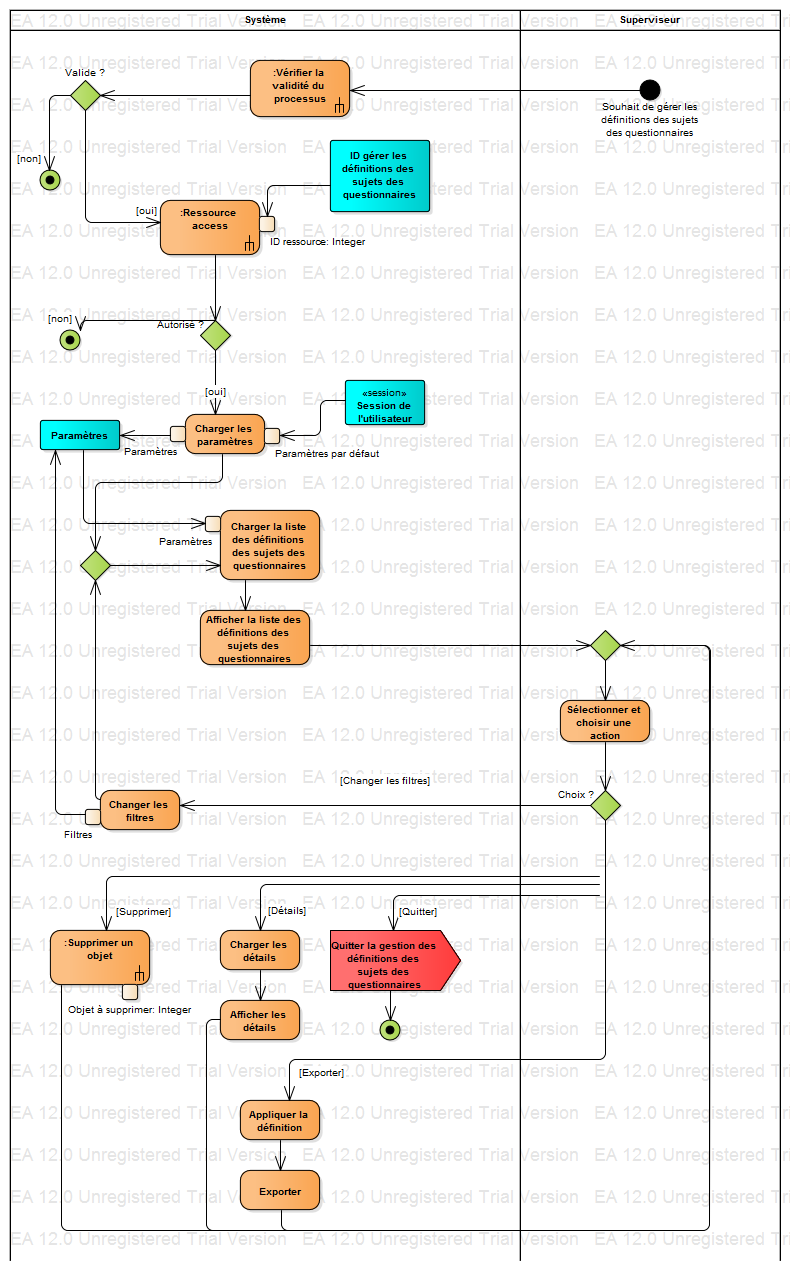 Système
Superviseur
EA 12.0 Unregistered Trial Version
Valide ?
:Vérifier la
validité du
processus
Souhait de gérer les
définitions des sujets
des questionnaires
[non]
ID gérer les
définitions des
sujets des
questionnaires
[oui]
:Ressource
access
ID ressource: Integer
[non]
Autorisé ?
[oui]
«session»
Session de
l'utilisateur
Paramètres
Charger les
paramètres
Paramètres
Paramètres par défaut
Charger la liste
des définitions
des sujets des
questionnaires
Paramètres
Afficher la liste des
définitions des
sujets des
questionnaires
Sélectionner et
choisir une
action
[Changer les filtres]
Choix ?
Changer les
filtres
Filtres
[Supprimer]
[Détails]
[Quitter]
:Supprimer un
objet
Charger les
détails
Quitter la gestion des
définitions des
sujets des
questionnaires
Objet à supprimer: Integer
Afficher les
détails
[Exporter]
Appliquer la
définition
Exporter